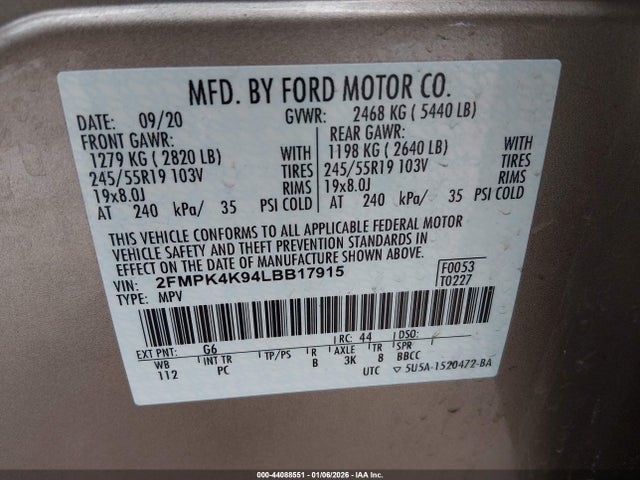 MFD. BY FORD MOTOR CO.
DATE: 09/20 GVWR: 2468 KG ( 5440 LB)
FRONT GAWR: REAR GAWR:
1279 KG ( 2820 LB) WITH 1198 KG ( 2640 LB) WITH
245/55R19 103V TIRES 245/55R19 103V TIRES
19x8.0J RIMS 19x8.0J RIMS
AT 240 kPa/ 35 PSI COLD AT 240 kPa/ 35 PSI COLD
THIS VEHICLE CONFORMS TO ALL APPLICABLE FEDERAL MOTOR
VEHICLE SAFETY AND THEFT PREVENTION STANDARDS IN
EFFECT ON THE DATE OF MANUFACTURE SHOWN ABOVE.
VIN: 2FMPK4K94LBB17915 F0053
TYPE: MPV T0227
EXT PNT: G6 RC: 44 DSO:
WB INT TR TP/PS R AXLE TR SPR
112 PC B 3K 8 BBCC
UTC ▽ 5U5A-1520472-BA
000-44088551 - 01/06/2026 - IAA Inc.